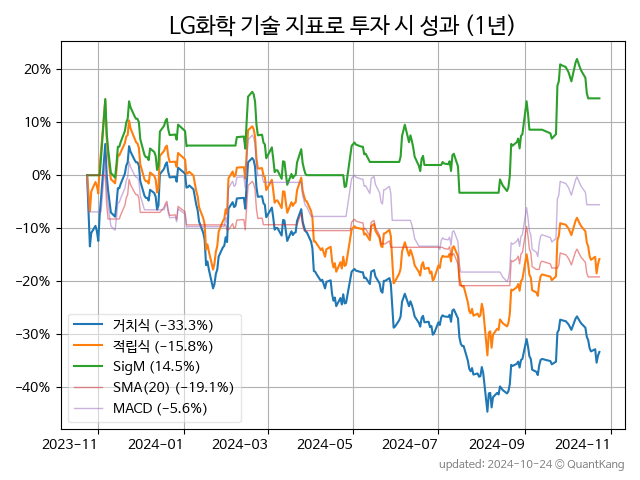 LG화학 기술 지표로 투자 시 성과 (1년)
20%
10%
0%
−10%
−20%
−30%
−40%
거치식 (−33.3%)
적립식 (−15.8%)
SigM (14.5%)
SMA(20) (−19.1%)
MACD (−5.6%)
2023-11 2024-01 2024-03 2024-05 2024-07 2024-09 2024-11
updated: 2024-10-24 © QuantKang